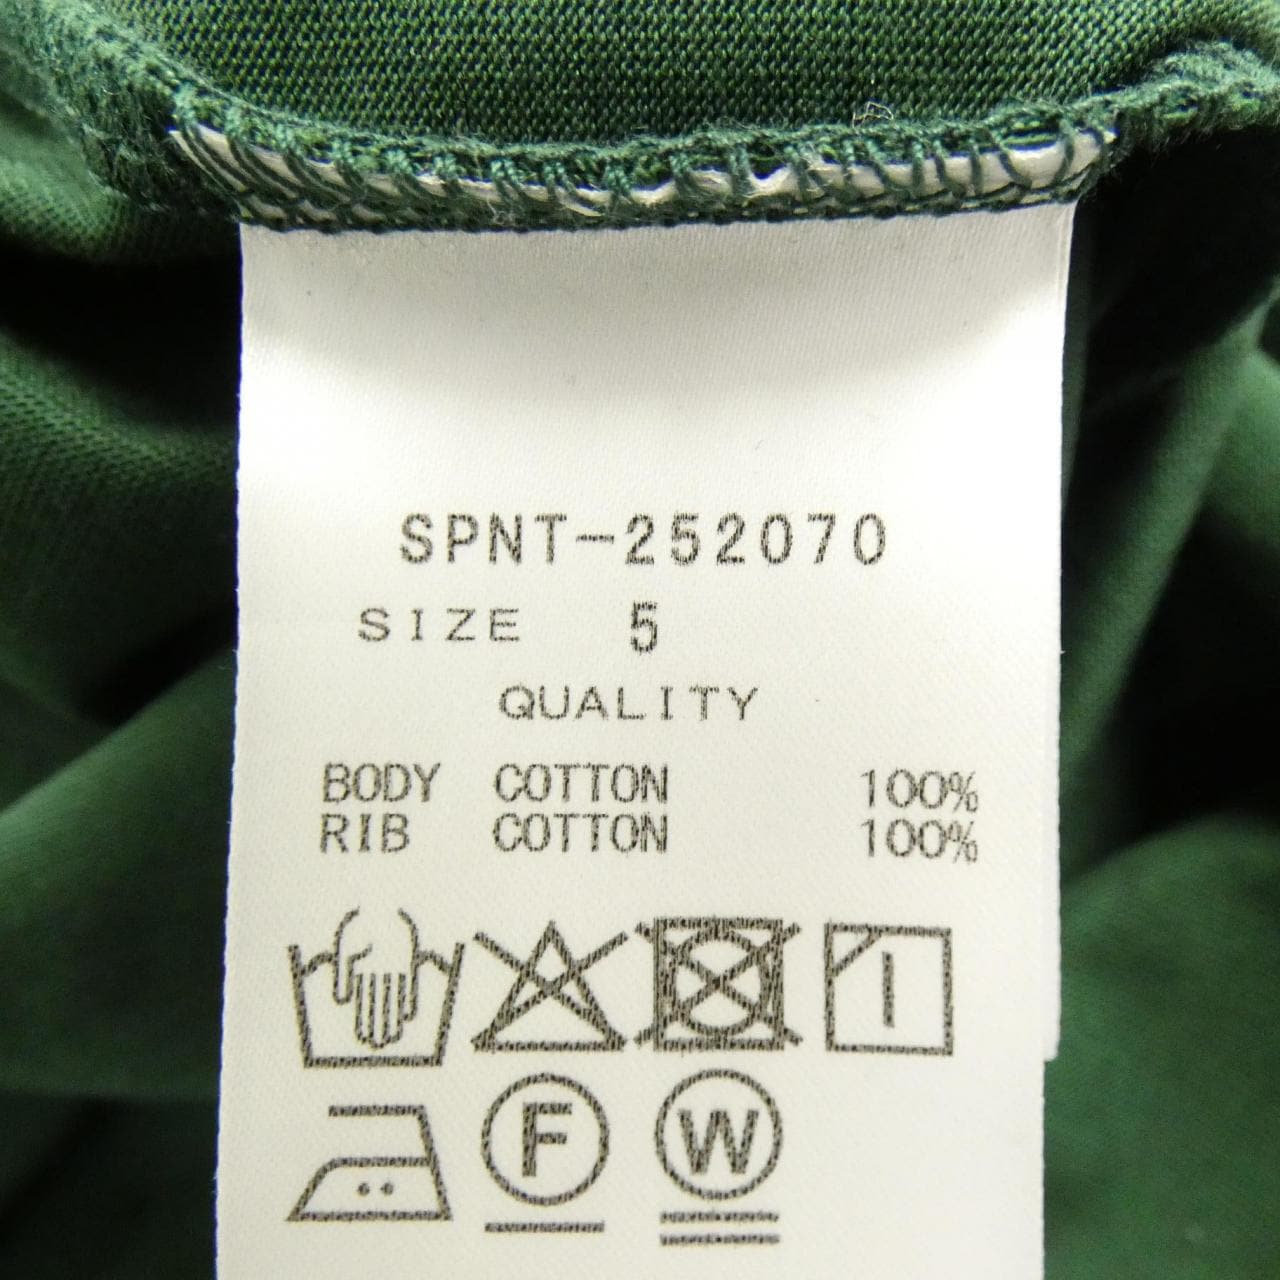 SPNT-252070
SIZE 5
QUALITY
BODY COTTON 100%
RIB COTTON 100%
F W